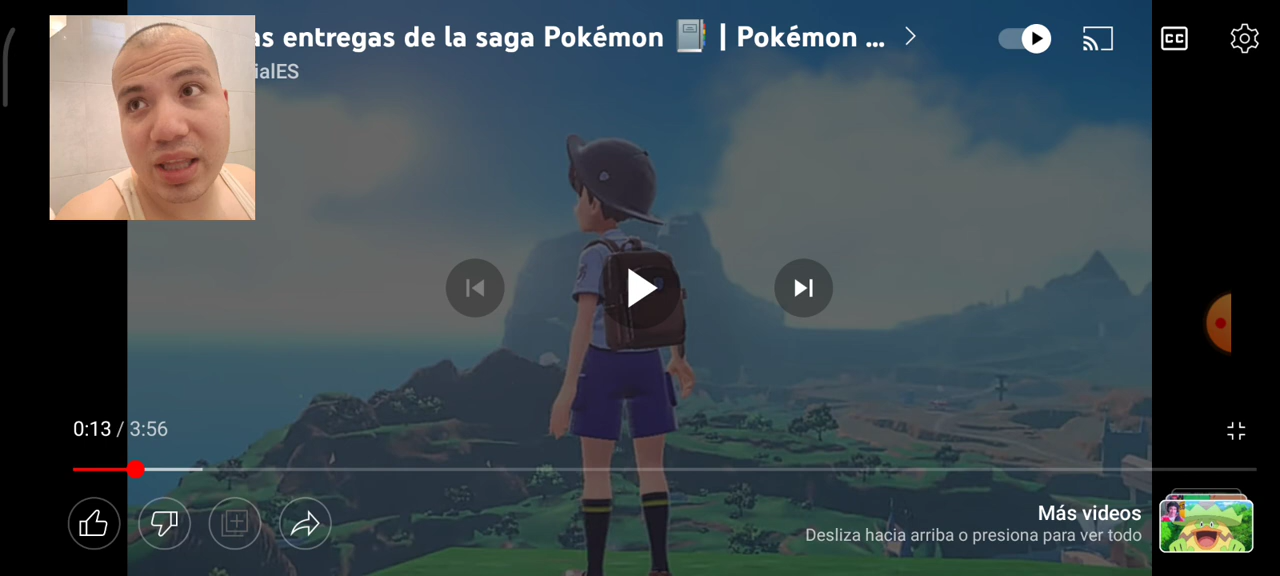 as entregas de la saga Pokémon | Pokémon ...
ialES
CC
0:13 / 3:56
Más videos
Desliza hacia arriba o presiona para ver todo